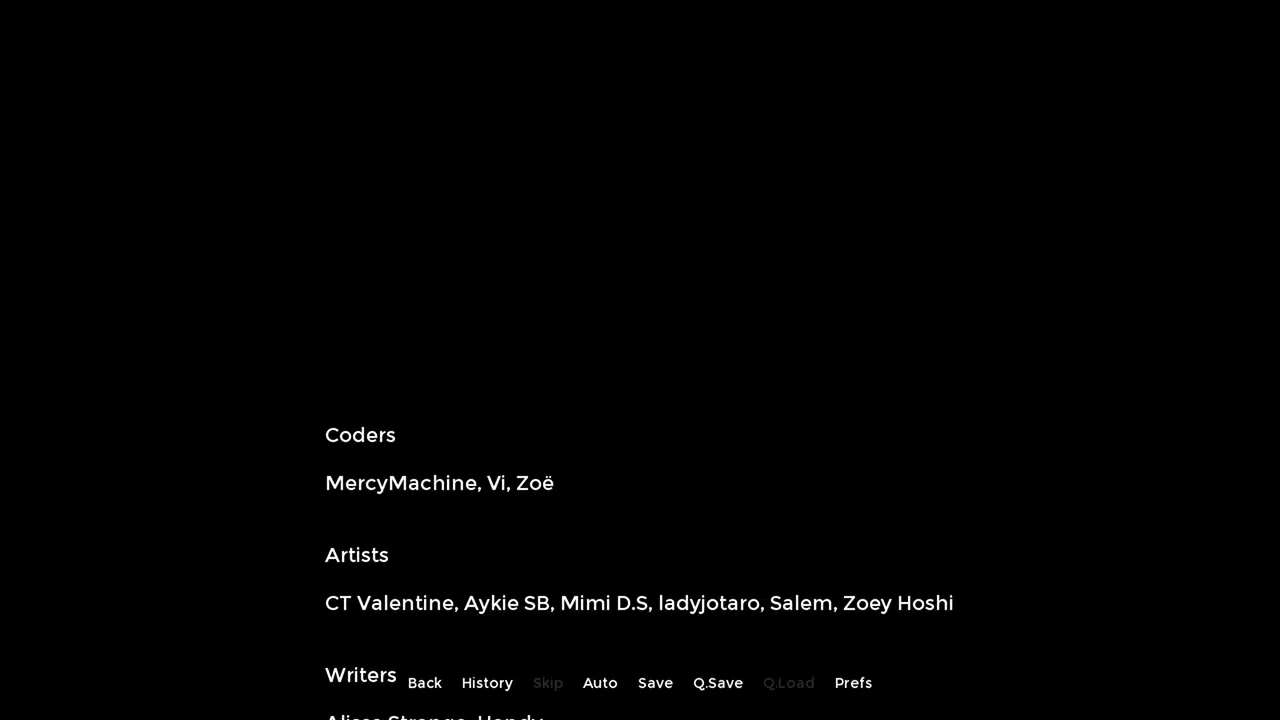 Coders
MercyMachine, Vi, Zoë
Artists
CT Valentine, Aykie SB, Mimi D.S, ladyjotaro, Salem, Zoey Hoshi
Writers
Back History Skip Auto Save Q.Save Q.Load Prefs